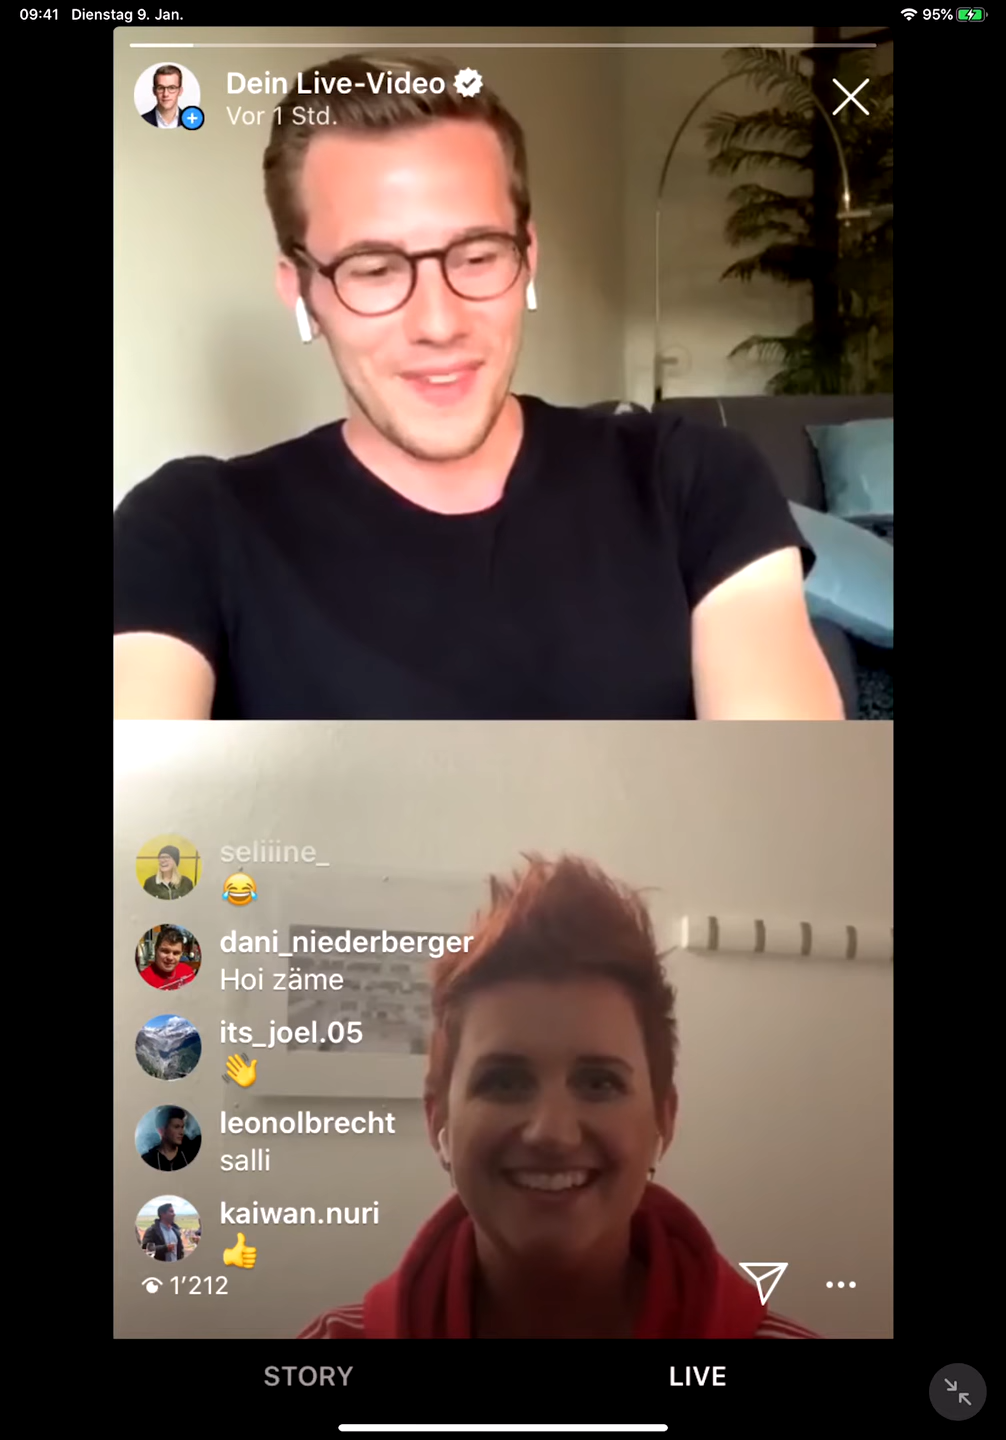 09:41 Dienstag 9. Jan.
95%
Dein Live-Video
Vor 1 Std.
seliiine_
😂
dani_niederberger
Hoi zäme
its_joel.05
👋
leonolbrecht
salli
kaiwan.nuri
👍
1’212
STORY
LIVE